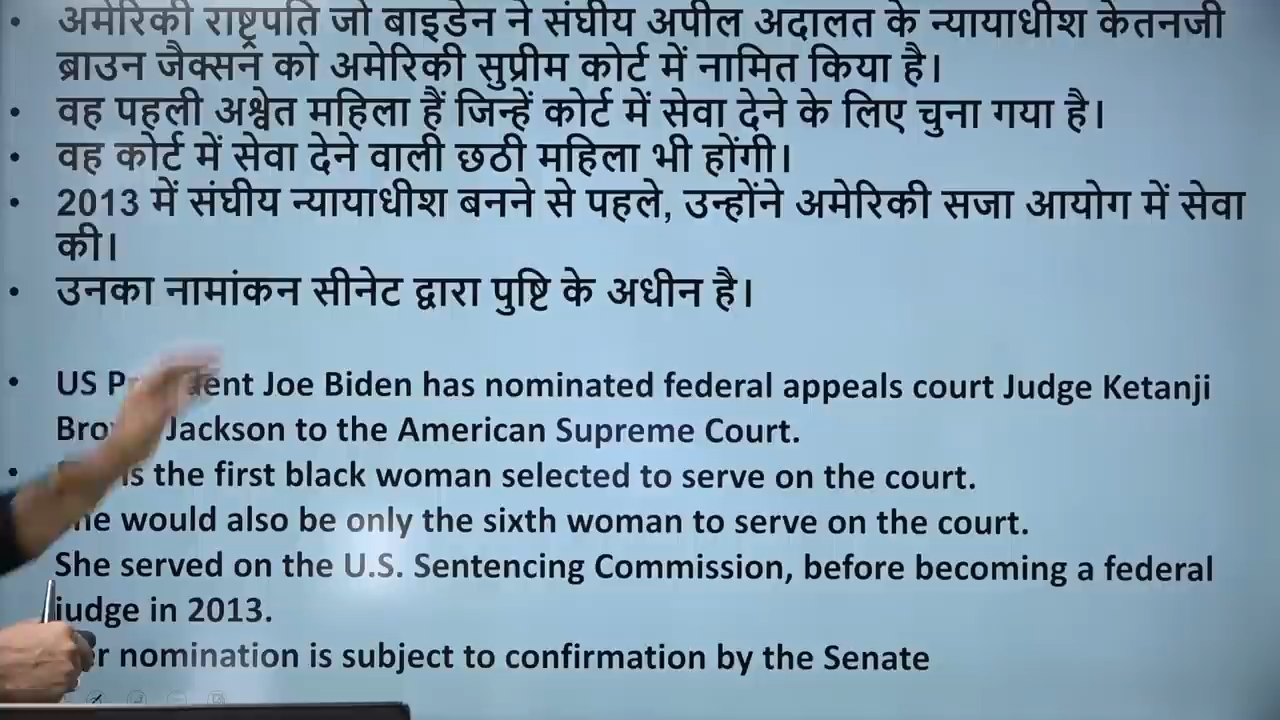 • अमेरिकी राष्ट्रपति जो बाइडेन ने संघीय अपील अदालत के न्यायाधीश केतनजी
ब्राउन जैक्सन को अमेरिकी सुप्रीम कोर्ट में नामित किया है।
• वह पहली अश्वेत महिला हैं जिन्हें कोर्ट में सेवा देने के लिए चुना गया है।
• वह कोर्ट में सेवा देने वाली छठी महिला भी होंगी।
• 2013 में संघीय न्यायाधीश बनने से पहले, उन्होंने अमेरिकी सजा आयोग में सेवा
की।
• उनका नामांकन सीनेट द्वारा पुष्टि के अधीन है।
• US Joe Biden has nominated federal appeals court Judge Ketanji
Jackson to the American Supreme Court.
• is the first black woman selected to serve on the court.
would also be only the sixth woman to serve on the court.
She served on the U.S. Sentencing Commission, before becoming a federal
judge in 2013.
nomination is subject to confirmation by the Senate